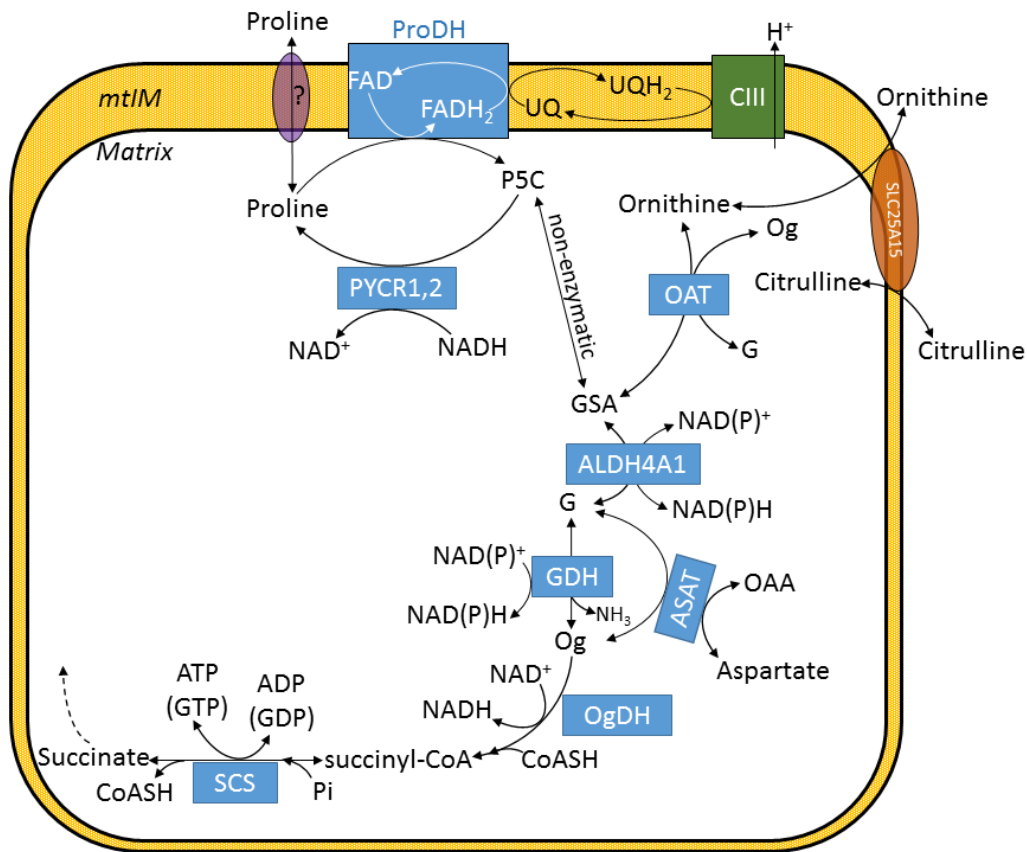 Proline
ProDH
H⁺
mtIM
?
FAD
FADH₂
UQ
UQH₂
CIII
Ornithine
Matrix
SLC25A15
Proline
P5C
Ornithine
Og
non-enzymatic
PYCR1,2
OAT
Citrulline
NAD⁺
NADH
G
Citrulline
GSA
NAD(P)⁺
ALDH4A1
G
NAD(P)H
NAD(P)⁺
GDH
ASAT
OAA
NAD(P)H
NH₃
Og
Aspartate
ATP
(GTP)
ADP
(GDP)
NAD⁺
NADH
OgDH
Succinate
succinyl-CoA
CoASH
CoASH
SCS
Pi